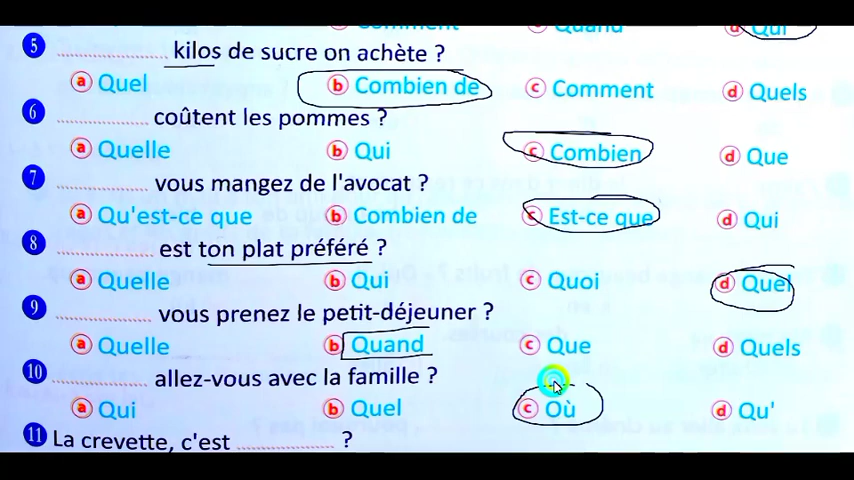 Comment Quand d Qui
5 ............ kilos de sucre on achète ?
a Quel b Combien de c Comment d Quels
6 ............ coûtent les pommes ?
a Quelle b Qui c Combien d Que
7 ............ vous mangez de l'avocat ?
a Qu'est-ce que b Combien de c Est-ce que d Qui
8 ............ est ton plat préféré ?
a Quelle b Qui c Quoi d Quel
9 ............ vous prenez le petit-déjeuner ?
a Quelle b Quand c Que d Quels
10 ............ allez-vous avec la famille ?
a Qui b Quel c Où d Qu'
11 La crevette, c'est ............ ?